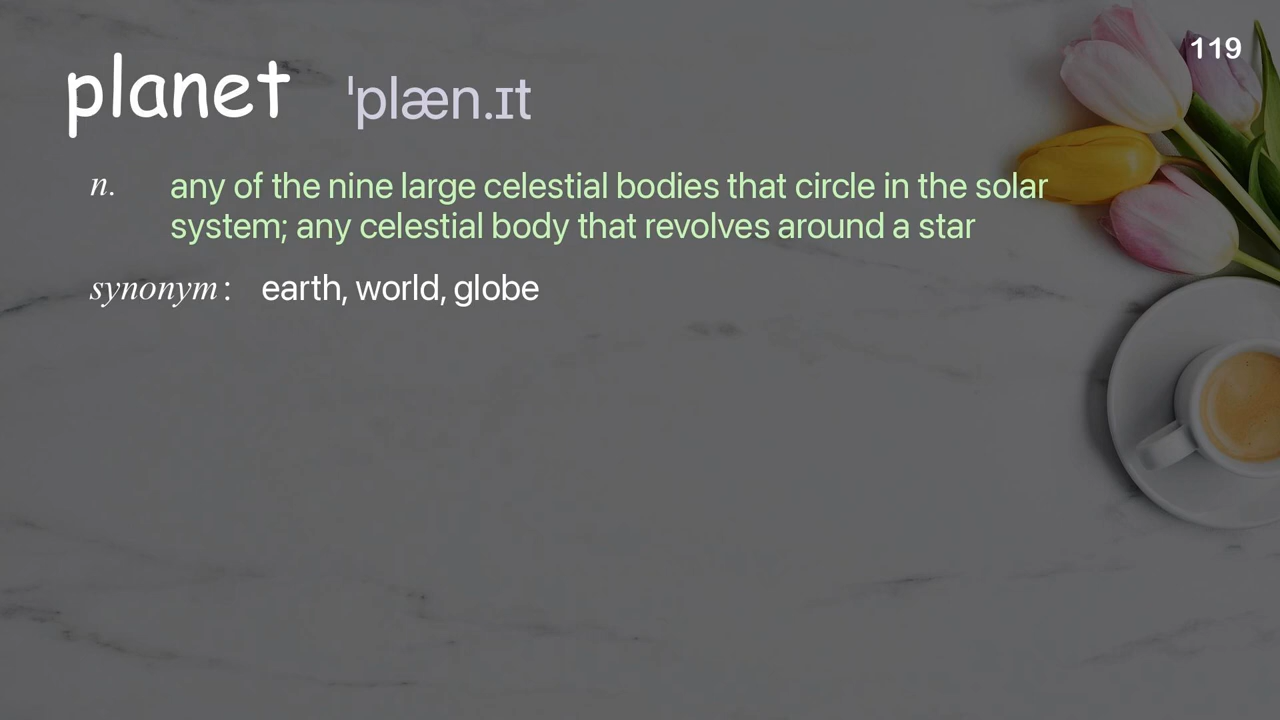 119
planet ˈplæn.ɪt
n. any of the nine large celestial bodies that circle in the solar
system; any celestial body that revolves around a star
synonym: earth, world, globe